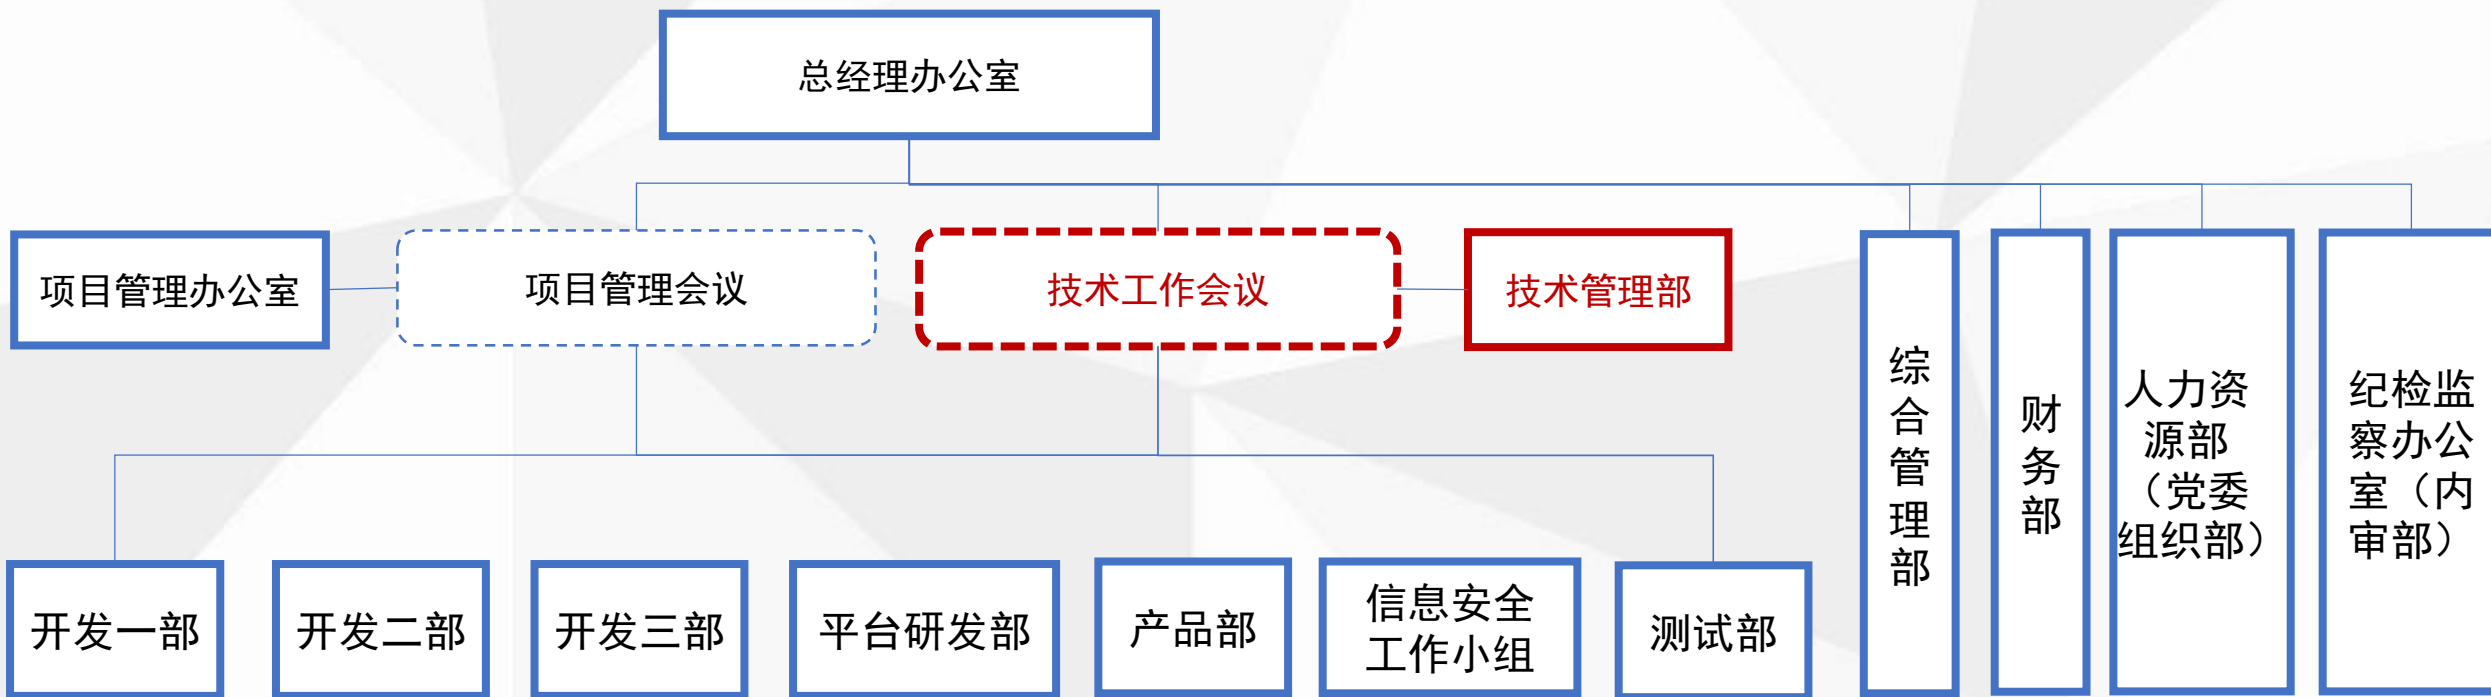 总经理办公室
项目管理办公室
项目管理会议
技术工作会议
技术管理部
综
合
管
理
部
财
务
部
人力资
源部
（党委
组织部）
纪检监
察办公
室（内
审部）
开发一部
开发二部
开发三部
平台研发部
产品部
信息安全
工作小组
测试部